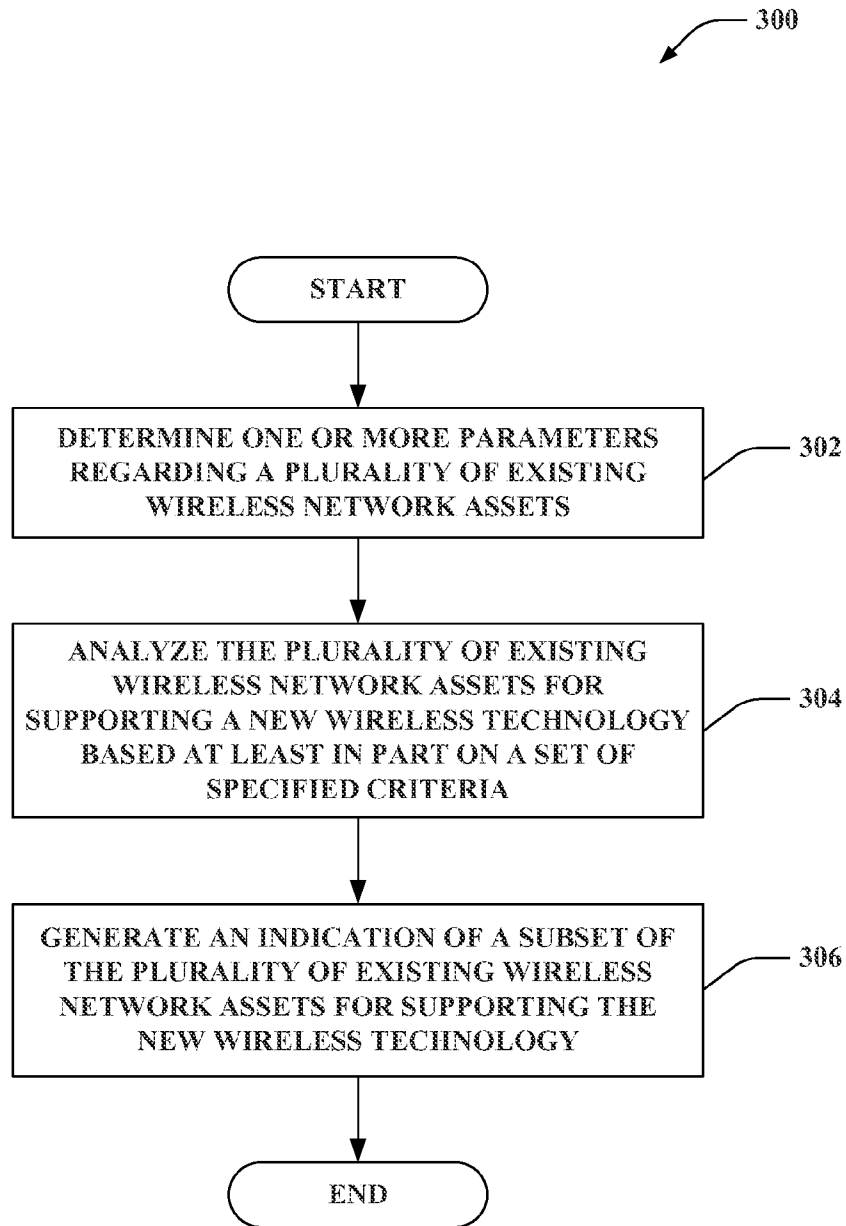 300
START
DETERMINE ONE OR MORE PARAMETERS
REGARDING A PLURALITY OF EXISTING
WIRELESS NETWORK ASSETS
302
ANALYZE THE PLURALITY OF EXISTING
WIRELESS NETWORK ASSETS FOR
SUPPORTING A NEW WIRELESS TECHNOLOGY
BASED AT LEAST IN PART ON A SET OF
SPECIFIED CRITERIA
304
GENERATE AN INDICATION OF A SUBSET OF
THE PLURALITY OF EXISTING WIRELESS
NETWORK ASSETS FOR SUPPORTING THE
NEW WIRELESS TECHNOLOGY
306
END